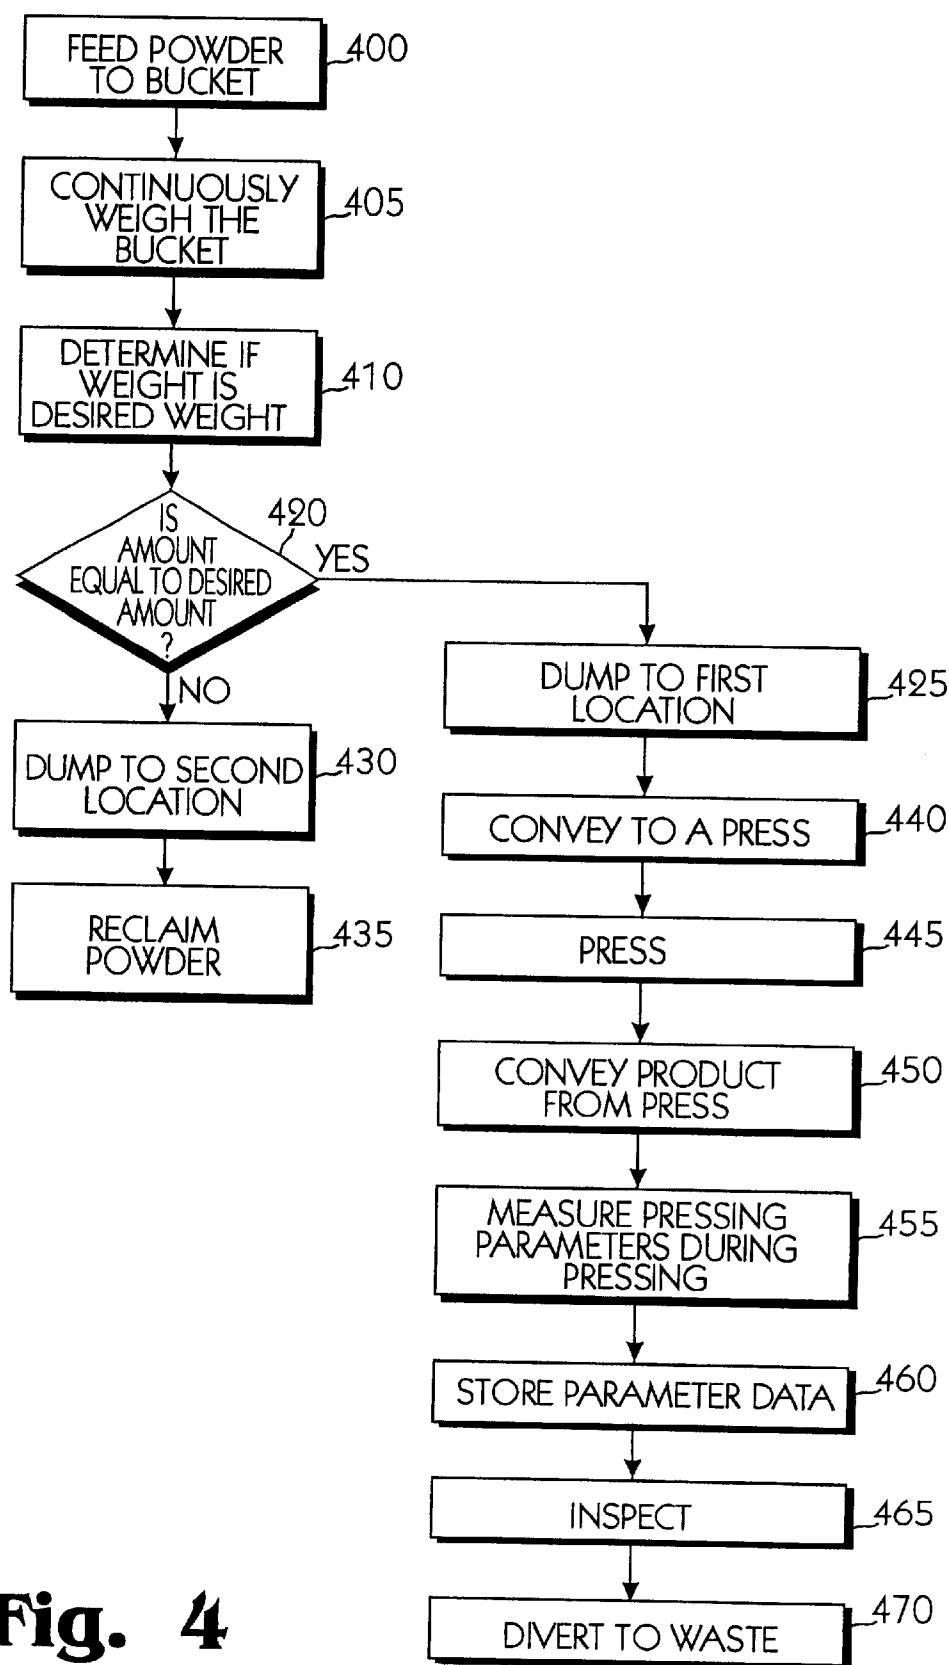 FEED POWDER
TO BUCKET
400
CONTINUOUSLY
WEIGH THE
BUCKET
405
DETERMINE IF
WEIGHT IS
DESIRED WEIGHT
410
IS
AMOUNT
EQUAL TO DESIRED
AMOUNT
?
420
YES
NO
DUMP TO SECOND
LOCATION
430
RECLAIM
POWDER
435
DUMP TO FIRST
LOCATION
425
CONVEY TO A PRESS
440
PRESS
445
CONVEY PRODUCT
FROM PRESS
450
MEASURE PRESSING
PARAMETERS DURING
PRESSING
455
STORE PARAMETER DATA
460
INSPECT
465
DIVERT TO WASTE
470
Fig. 4